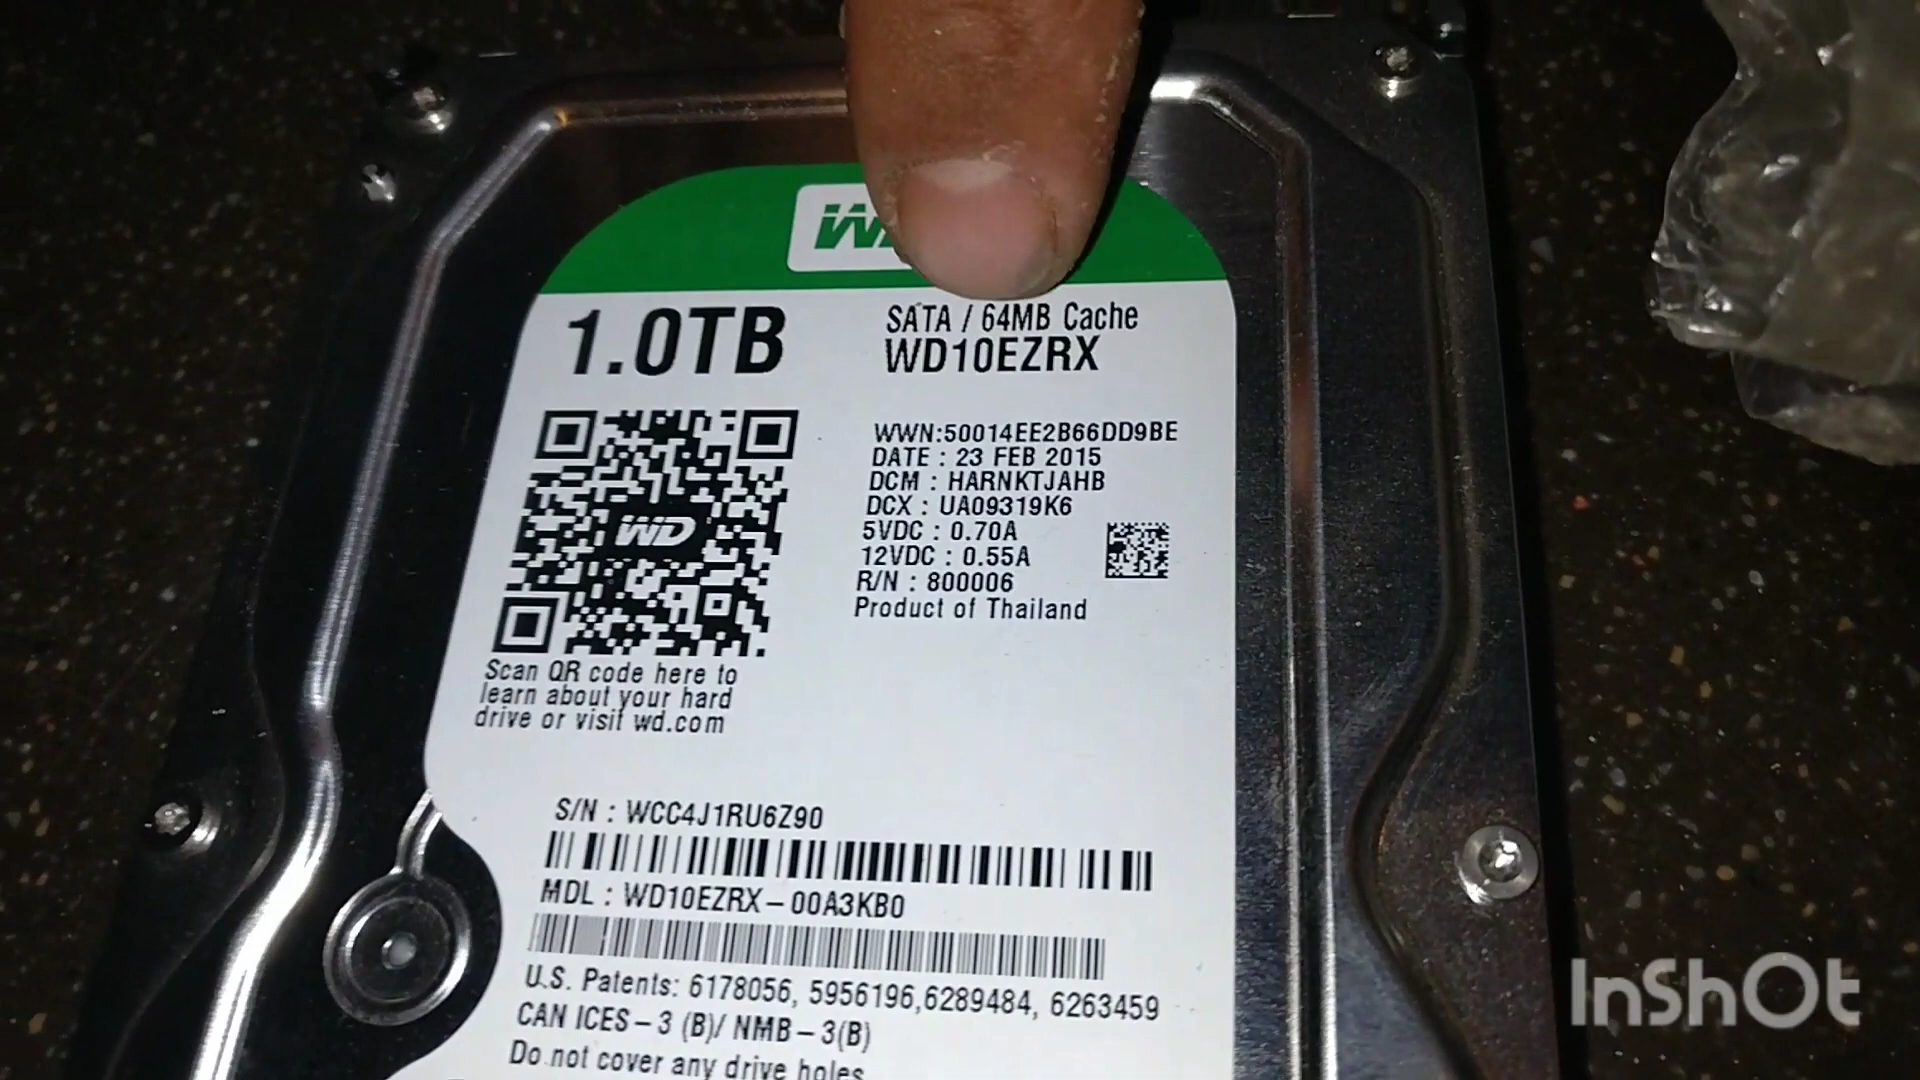 1.0TB
SATA / 64MB Cache
WD10EZRX
WWN:50014EE2B66DD9BE
DATE : 23 FEB 2015
DCM : HARNKTJAHB
DCX : UA09319K6
5VDC : 0.70A
12VDC : 0.55A
R/N : 800006
Product of Thailand
WD
Scan QR code here to
learn about your hard
drive or visit wd.com
S/N : WCC4J1RU6Z90
MDL : WD10EZRX-00A3KB0
U.S. Patents: 6178056, 5956196,6289484, 6263459
CAN ICES-3 (B)/ NMB-3(B)
Do not cover any drive holes
InShOt